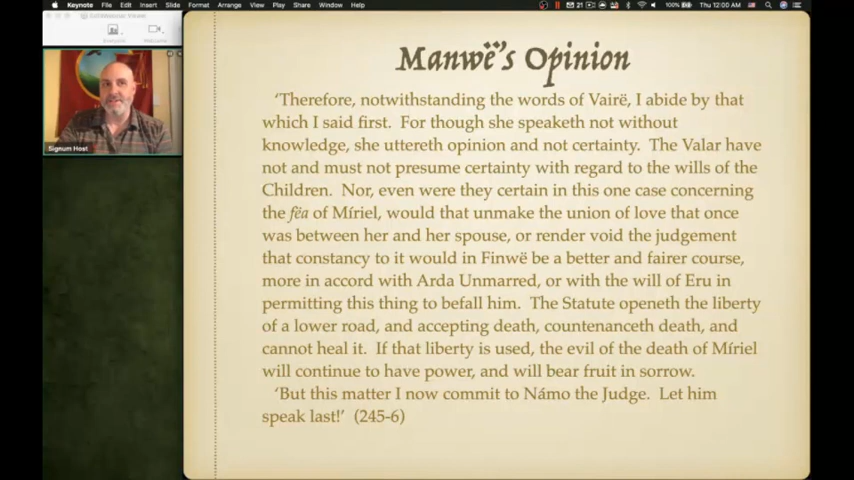 Keynote File Edit Insert Slide Format Arrange View Play Share Window Help 21 100% Thu 12:00 AM
Manwë's Opinion
'Therefore, notwithstanding the words of Vairë, I abide by that
which I said first. For though she speaketh not without
knowledge, she uttereth opinion and not certainty. The Valar have
not and must not presume certainty with regard to the wills of the
Children. Nor, even were they certain in this one case concerning
the fëa of Míriel, would that unmake the union of love that once
was between her and her spouse, or render void the judgement
that constancy to it would in Finwë be a better and fairer course,
more in accord with Arda Unmarred, or with the will of Eru in
permitting this thing to befall him. The Statute openeth the liberty
of a lower road, and accepting death, countenanceth death, and
cannot heal it. If that liberty is used, the evil of the death of Míriel
will continue to have power, and will bear fruit in sorrow.
'But this matter I now commit to Námo the Judge. Let him
speak last!' (245-6)
Signum Host